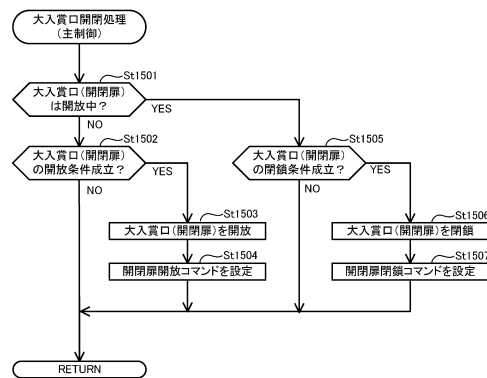 大入賞口開閉処理
(主制御)
St1501
大入賞口(開閉扉)
は開放中?
YES
NO
St1502
大入賞口(開閉扉)
の開放条件成立?
YES
NO
St1505
大入賞口(開閉扉)
の閉鎖条件成立?
YES
NO
St1503
大入賞口(開閉扉)を開放
St1504
開閉扉開放コマンドを設定
St1506
大入賞口(開閉扉)を閉鎖
St1507
開閉扉閉鎖コマンドを設定
RETURN